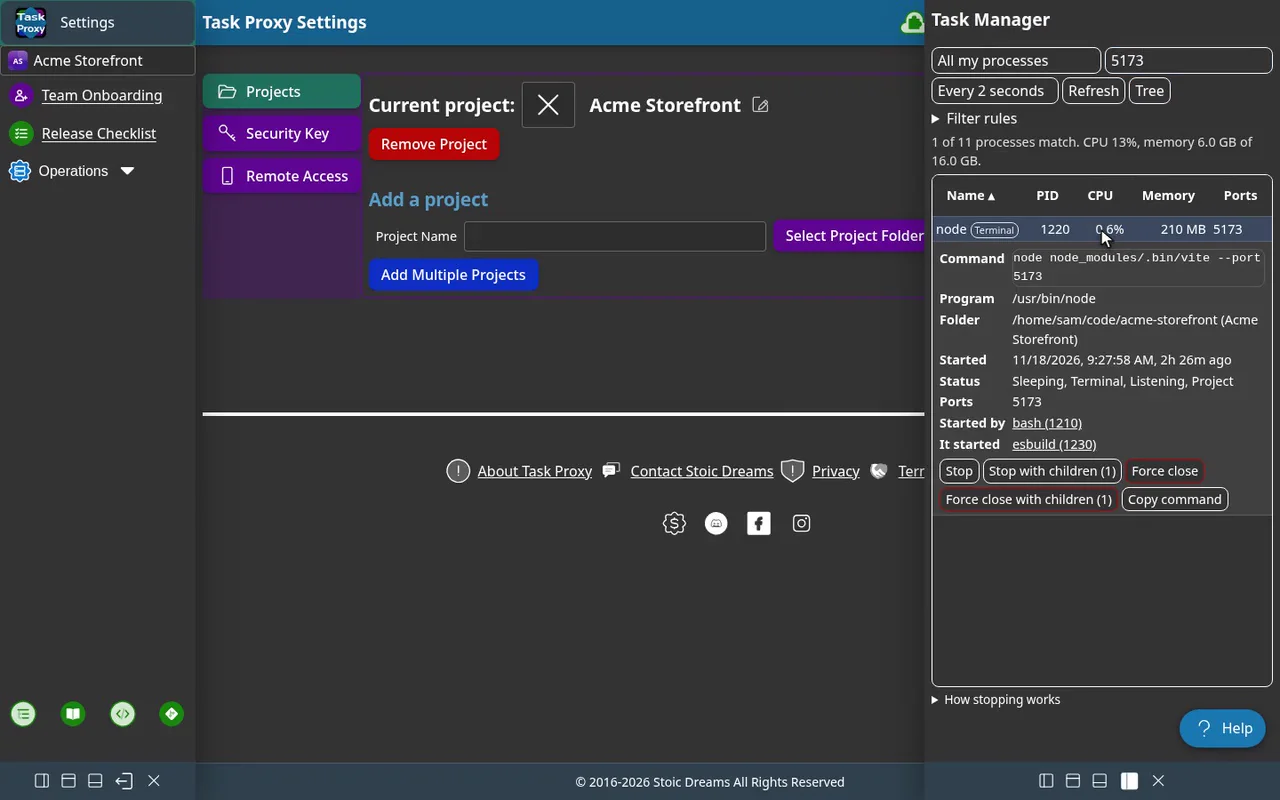 Task Proxy
Settings
AS Acme Storefront
Team Onboarding
Release Checklist
Operations
Task Proxy Settings
Projects
Security Key
Remote Access
Current project:
Acme Storefront
Remove Project
Add a project
Project Name
Select Project Folder
Add Multiple Projects
About Task Proxy
Contact Stoic Dreams
Privacy
Terr
© 2016-2026 Stoic Dreams All Rights Reserved
Task Manager
All my processes
5173
Every 2 seconds
Refresh
Tree
Filter rules
1 of 11 processes match. CPU 13%, memory 6.0 GB of
16.0 GB.
Name ▲ PID CPU Memory Ports
node Terminal 1220 0.6% 210 MB 5173
Command node node_modules/.bin/vite --port
5173
Program /usr/bin/node
Folder /home/sam/code/acme-storefront (Acme
Storefront)
Started 11/18/2026, 9:27:58 AM, 2h 26m ago
Status Sleeping, Terminal, Listening, Project
Ports 5173
Started by bash (1210)
It started esbuild (1230)
Stop
Stop with children (1)
Force close
Force close with children (1)
Copy command
How stopping works
? Help